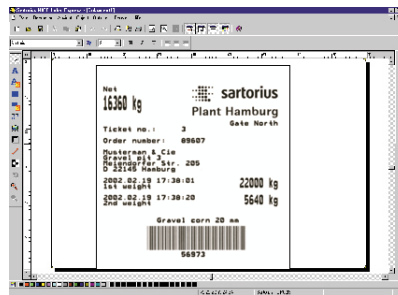 Net
16360 kg
sartorius
Plant Hamburg
Gate North
Ticket no.: 3
Order number: 89607
Musterman & Cie
Gravel pit 3
Meiendorfer Str. 205
D 22145 Hamburg
2002.02.19 17:38:01
1st weight 22000 kg
2002.02.19 17:38:20
2nd weight 5640 kg
Gravel corn 20 mm
56973